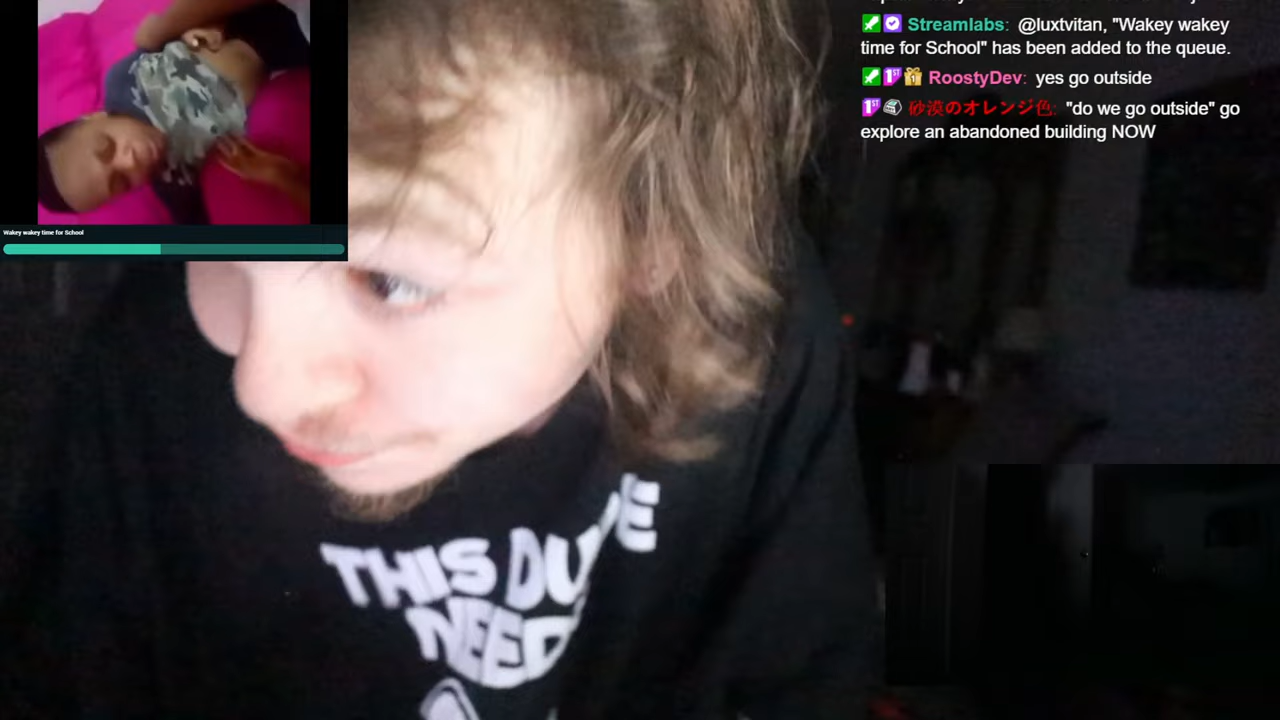 Streamlabs: @luxtvitan, "Wakey wakey
time for School" has been added to the queue.
RoostyDev: yes go outside
砂漠のオレンジ色: "do we go outside" go
explore an abandoned building NOW
Wakey wakey time for School
THIS DUDE
NEED